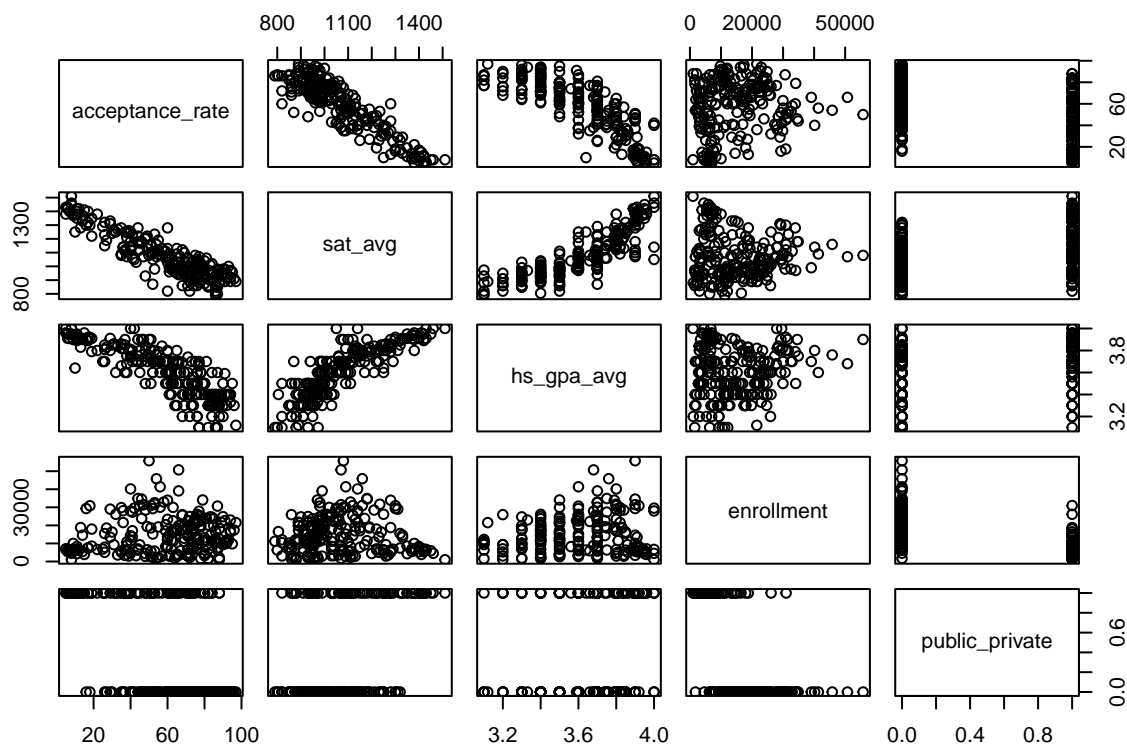 800 1100 1400 0 20000 50000
acceptance_rate
20 60
800 1300
sat_avg
hs_gpa_avg
3.2 3.8
0 30000
enrollment
public_private
0.0 0.6
20 60 100 3.2 3.6 4.0 0.0 0.4 0.8